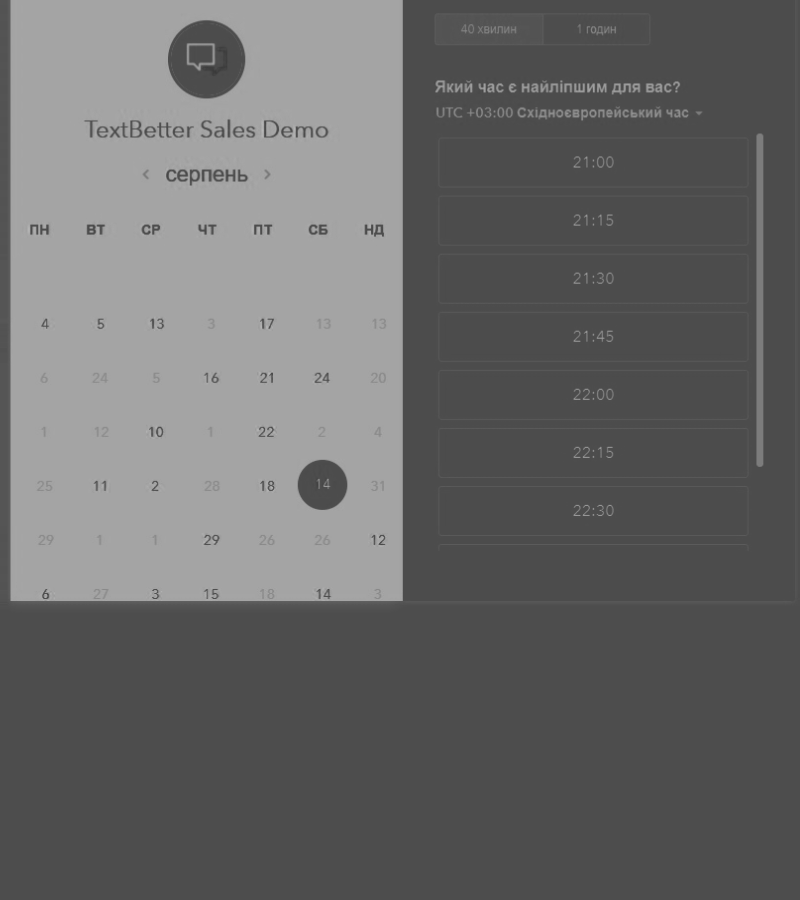 TextBetter Sales Demo
серпень
ПН ВТ СР ЧТ ПТ СБ НД
4 5 13 3 17 13 13
6 24 5 16 21 24 20
1 12 10 1 22 2 4
25 11 2 28 18 14 31
29 1 1 29 26 26 12
6 27 3 15 18 14 3
40 хвилин 1 годин
Який час є найліпшим для вас?
UTC +03:00 Східноєвропейський час
21:00
21:15
21:30
21:45
22:00
22:15
22:30